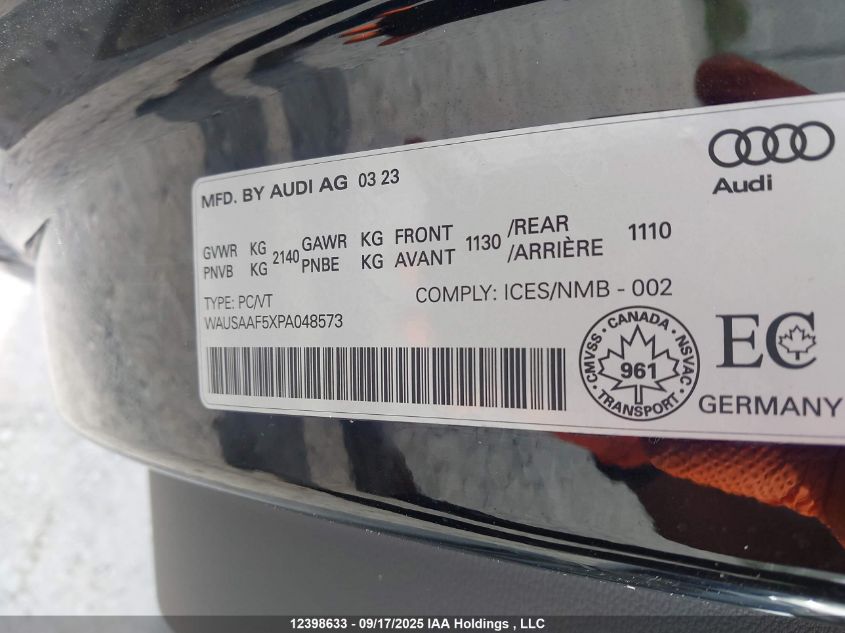 MFD. BY AUDI AG 03 23
Audi
GVWR KG 2140 GAWR KG FRONT 1130 /REAR 1110
PNVB KG PNBE KG AVANT /ARRIÈRE
TYPE: PC/VT COMPLY: ICES/NMB - 002
WAUSAAF5XPA048573
CANADA
CMVSS • NSVAC
961
TRANSPORT
EC
GERMANY
12398633 - 09/17/2025 IAA Holdings , LLC